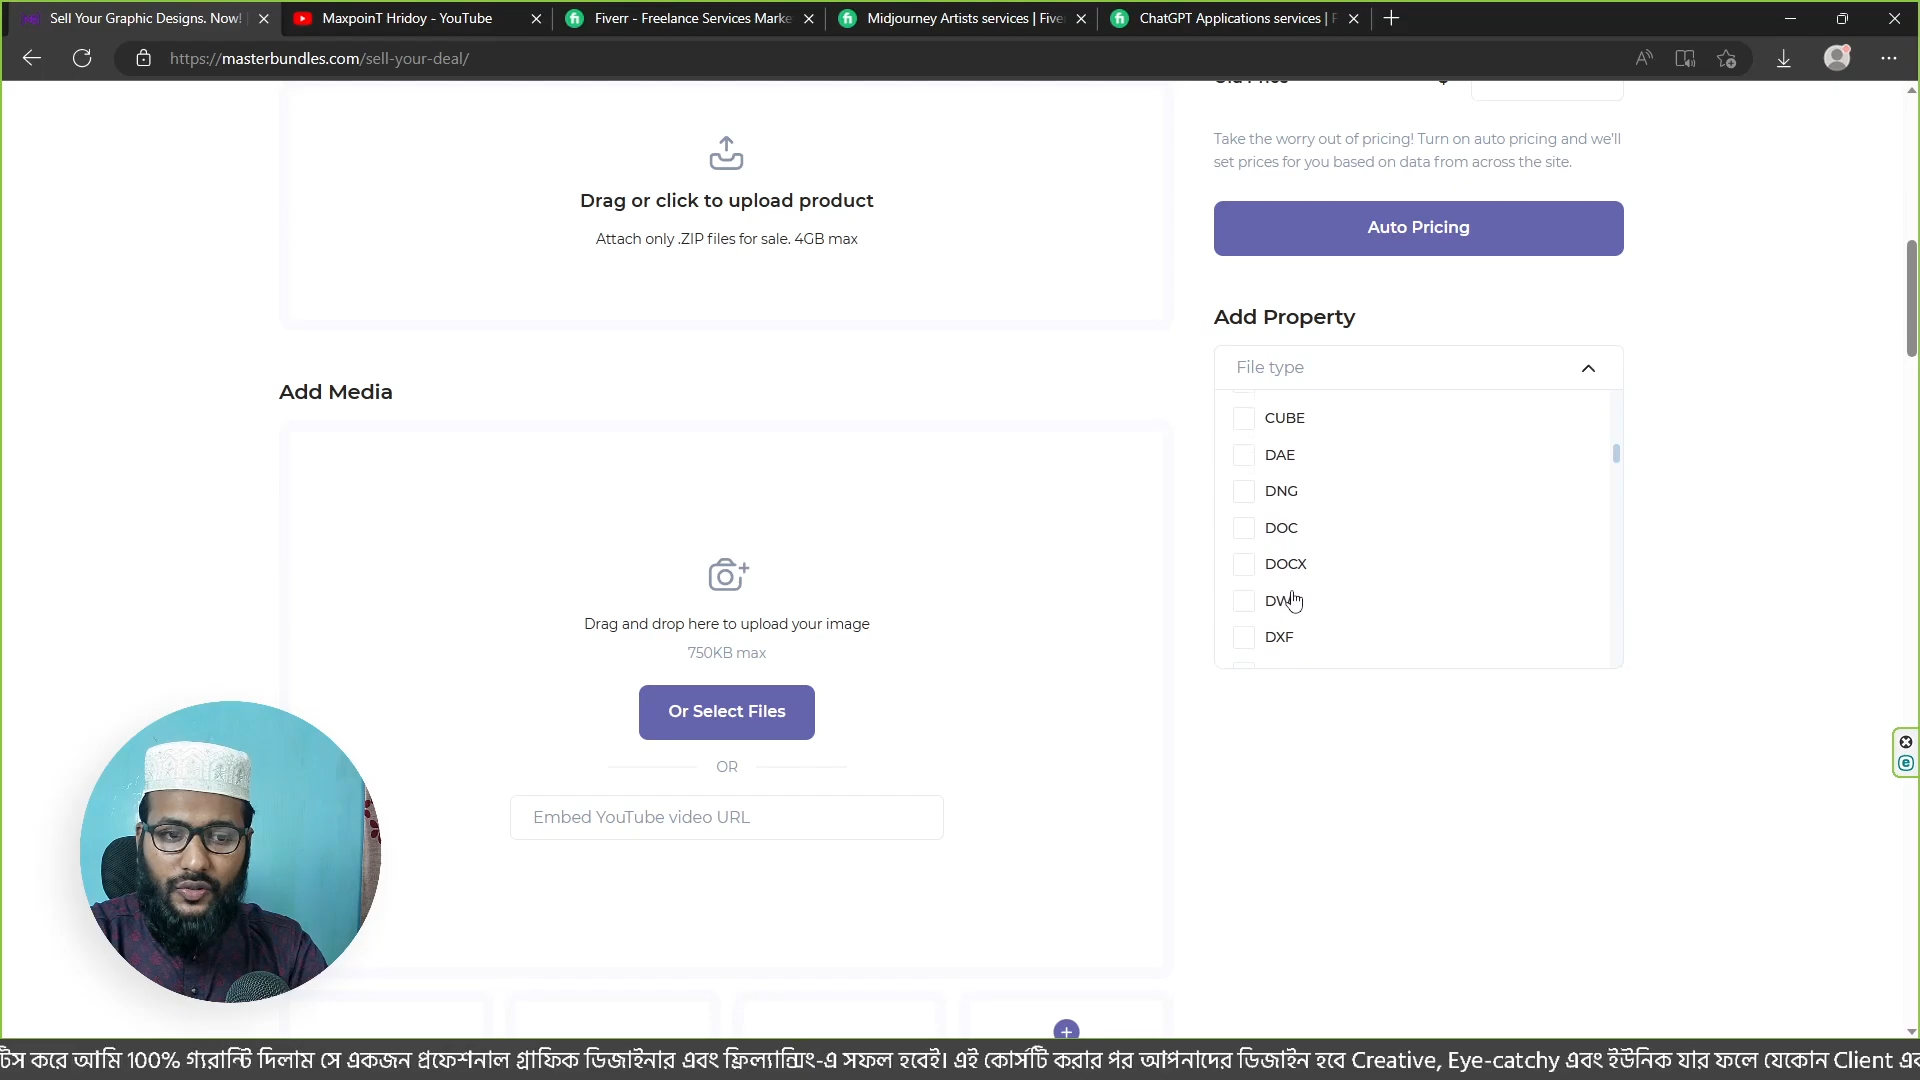 Sell Your Graphic Designs. Now!
MaxpoinT Hridoy - YouTube
Fiverr - Freelance Services Marke
Midjourney Artists services | Five
ChatGPT Applications services | F
https://masterbundles.com/sell-your-deal/
Take the worry out of pricing! Turn on auto pricing and we'll
set prices for you based on data from across the site.
Drag or click to upload product
Attach only .ZIP files for sale. 4GB max
Auto Pricing
Add Property
File type
Add Media
CUBE
DAE
DNG
DOC
DOCX
DXF
Drag and drop here to upload your image
750KB max
Or Select Files
OR
Embed YouTube video URL
করে আমি 100% গ্যরান্টি দিলাম সে একজন প্রফেশনাল গ্রাফিক ডিজাইনার এবং ফ্রিল্যান্সিং-এ সফল হবেই। এই কোর্সটি করার পর আপনাদের ডিজাইন হবে Creative, Eye-catchy এবং ইউনিক যার ফলে যেকোন Client